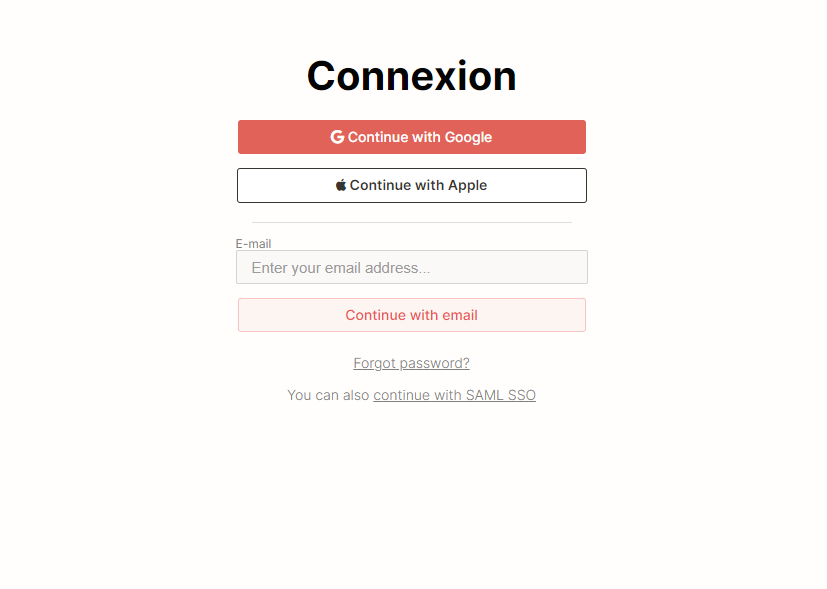 Connexion
Continue with Google
Continue with Apple
E-mail
Enter your email address...
Continue with email
Forgot password?
You can also continue with SAML SSO